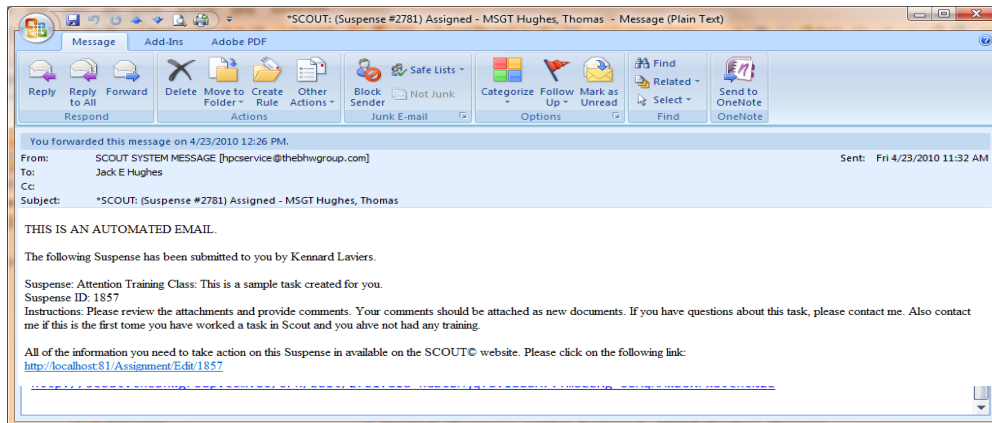 *SCOUT: (Suspense #2781) Assigned - MSGT Hughes, Thomas - Message (Plain Text)
Message Add-Ins Adobe PDF
Reply Reply to All Forward Delete Move to Folder Create Rule Other Actions Block Sender Safe Lists Not Junk Categorize Follow Up Mark as Unread Find Related Select Send to OneNote
Respond Actions Junk E-mail Options Find OneNote
You forwarded this message on 4/23/2010 12:26 PM.
From: SCOUT SYSTEM MESSAGE [hpcservice@thebhwgroup.com] Sent: Fri 4/23/2010 11:32 AM
To: Jack E Hughes
Cc:
Subject: *SCOUT: (Suspense #2781) Assigned - MSGT Hughes, Thomas
THIS IS AN AUTOMATED EMAIL.
The following Suspense has been submitted to you by Kennard Laviers.
Suspense: Attention Training Class: This is a sample task created for you.
Suspense ID: 1857
Instructions: Please review the attachments and provide comments. Your comments should be attached as new documents. If you have questions about this task, please contact me. Also contact
me if this is the first tome you have worked a task in Scout and you ahve not had any training.
All of the information you need to take action on this Suspense in available on the SCOUT© website. Please click on the following link:
http://localhost:81/Assignment/Edit/1857